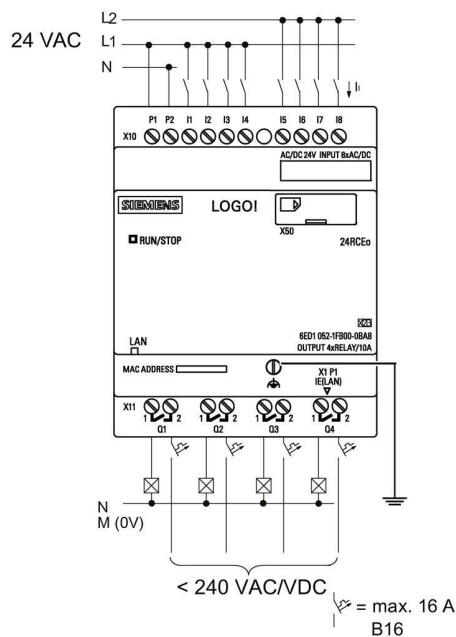 L2
24 VAC L1
N
I₁
P1 P2 I1 I2 I3 I4 I5 I6 I7 I8
X10
AC/DC 24V INPUT 8xAC/DC
SIEMENS LOGO!
X50
RUN/STOP 24RCEo
X 2 3
6ED1 052-1FB00-0BA8
OUTPUT 4xRELAY/10A
LAN
MAC ADDRESS
X1 P1
IE(LAN)
X11
1 2 1 2 1 2 1 2
Q1 Q2 Q3 Q4
N
M (0V)
< 240 VAC/VDC
= max. 16 A
B16